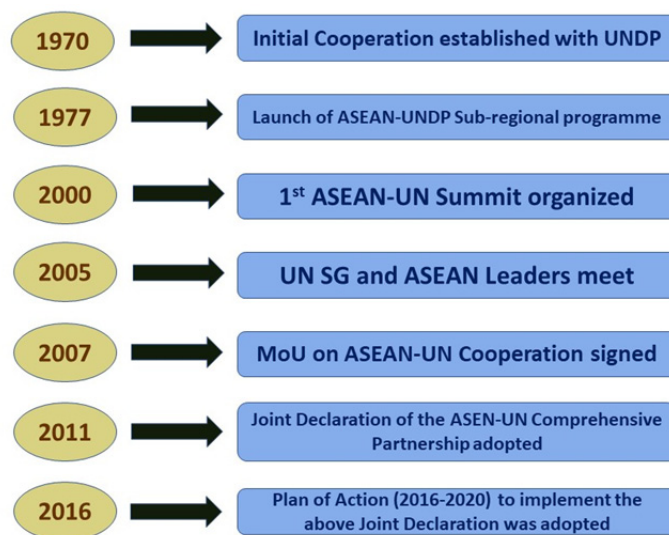 1970
Initial Cooperation established with UNDP
1977
Launch of ASEAN-UNDP Sub-regional programme
2000
1st ASEAN-UN Summit organized
2005
UN SG and ASEAN Leaders meet
2007
MoU on ASEAN-UN Cooperation signed
2011
Joint Declaration of the ASEN-UN Comprehensive
Partnership adopted
2016
Plan of Action (2016-2020) to implement the
above Joint Declaration was adopted